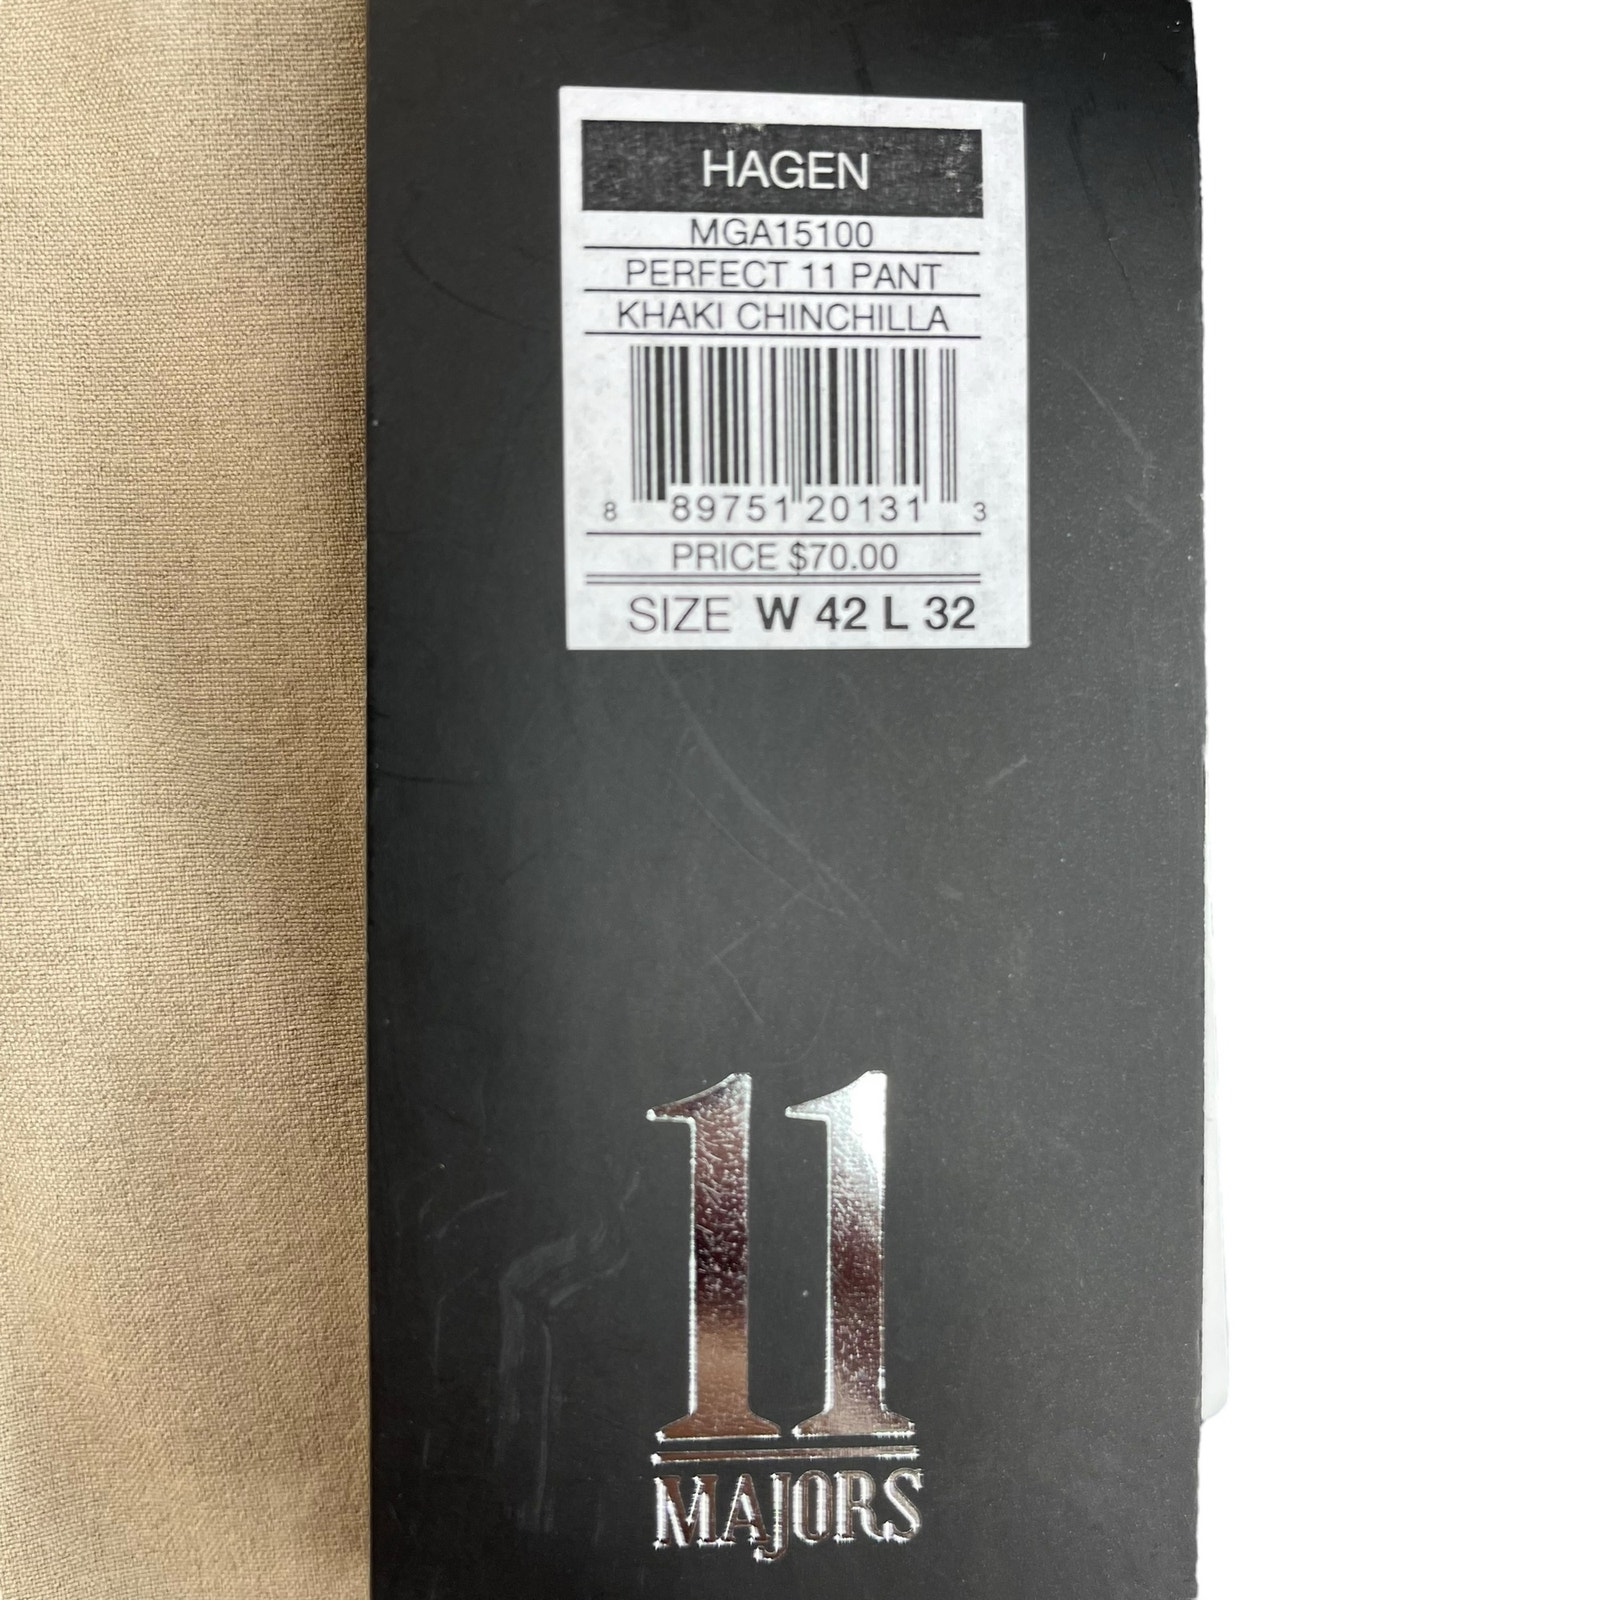 HAGEN
MGA15100
PERFECT 11 PANT
KHAKI CHINCHILLA
8 89751 20131 3
PRICE $70.00
SIZE W 42 L 32
11
MAJORS